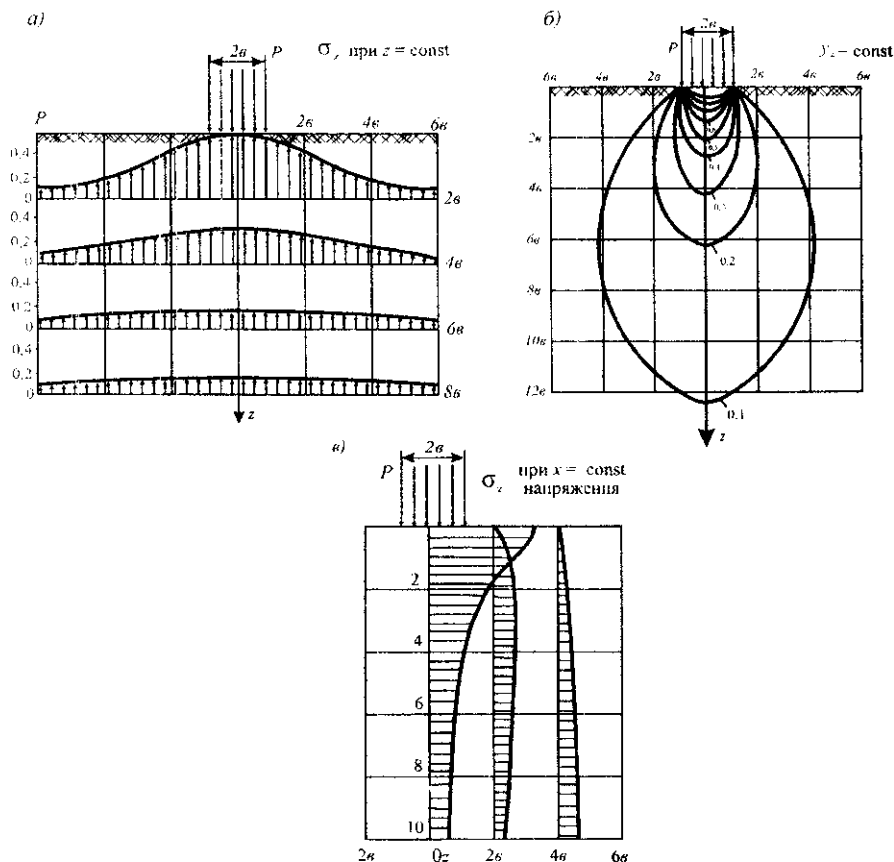 а)
2в
P
σz при z = const
P
2в
4в
6в
0,4
0,2
0
2в
0,4
0,2
0
4в
0,4
0,2
0
6в
0,4
0,2
0
8в
z
б)
2в
P
– const
6в
4в
2в
2в
4в
6в
2в
4в
6в
8в
10в
12в
0.3
0.2
0.1
z
в)
2в
P
σz при x = const
напряжения
2
4
6
8
10
2в
0z
2в
4в
6в